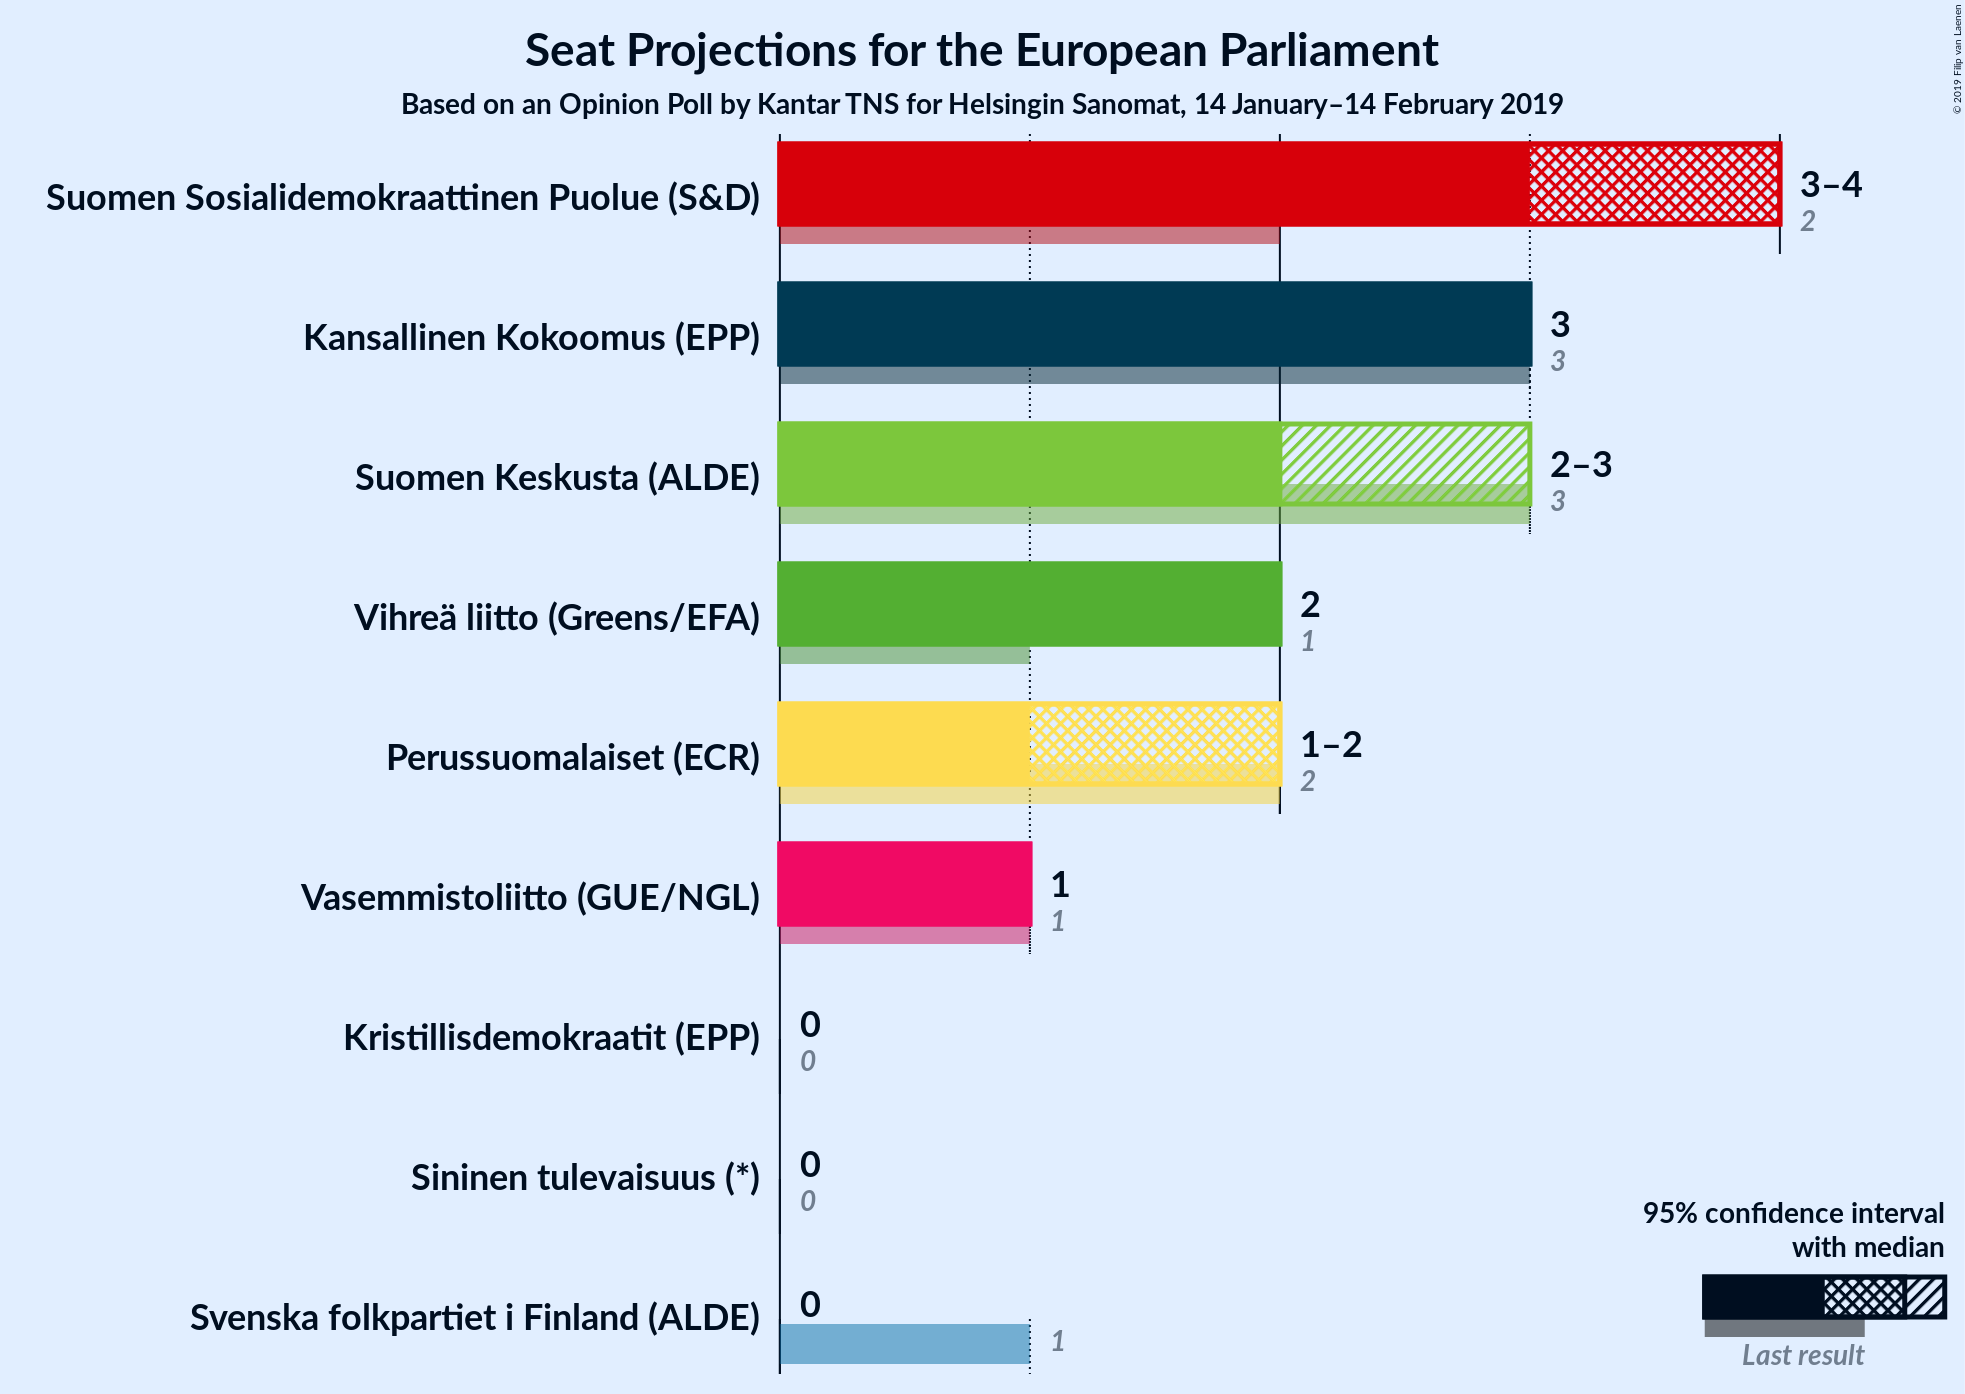 Seat Projections for the European Parliament
Based on an Opinion Poll by Kantar TNS for Helsingin Sanomat, 14 January–14 February 2019
© 2019 Filip van Laenen
Suomen Sosialidemokraattinen Puolue (S&D)
3–4
2
Kansallinen Kokoomus (EPP)
3
3
Suomen Keskusta (ALDE)
2–3
3
Vihreä liitto (Greens/EFA)
2
1
Perussuomalaiset (ECR)
1–2
2
Vasemmistoliitto (GUE/NGL)
1
1
Kristillisdemokraatit (EPP)
0
0
Sininen tulevaisuus (*)
0
0
Svenska folkpartiet i Finland (ALDE)
0
1
95% confidence interval
with median
Last result